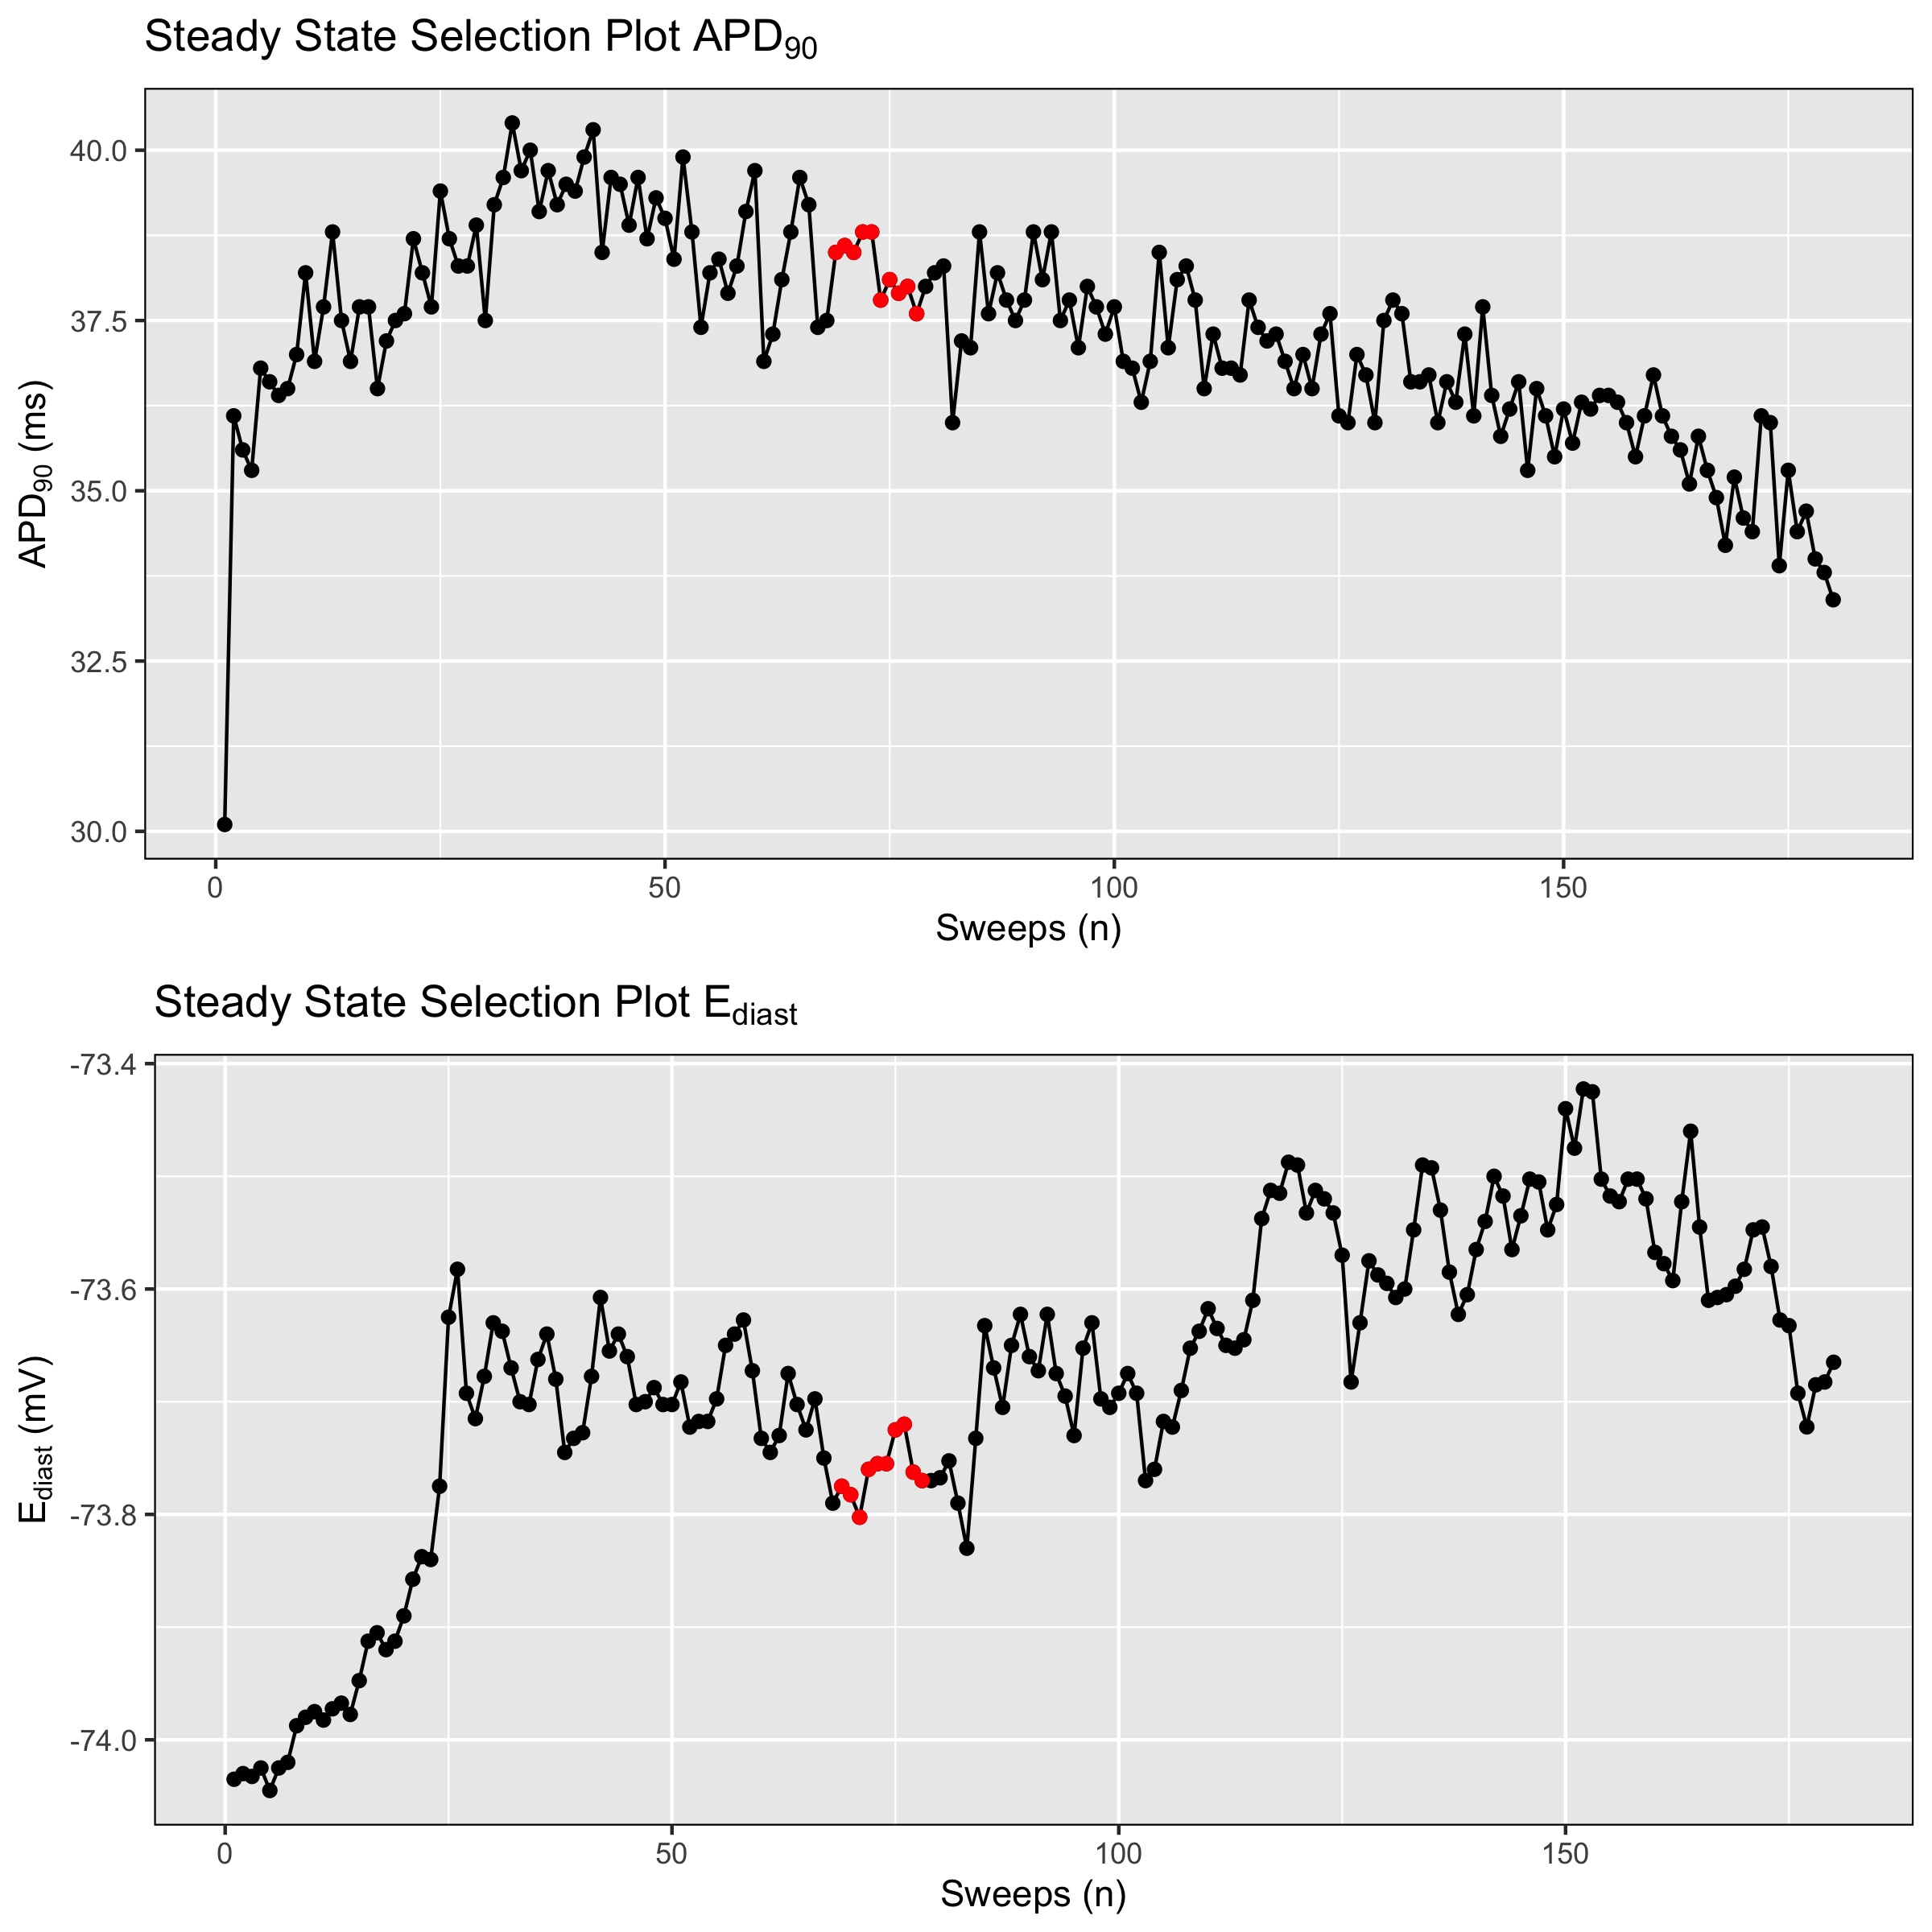 Steady State Selection Plot APD90
40.0
37.5
35.0
32.5
30.0
APD90 (ms)
0 50 100 150
Sweeps (n)
Steady State Selection Plot Ediast
-73.4
-73.6
-73.8
-74.0
Ediast (mV)
0 50 100 150
Sweeps (n)